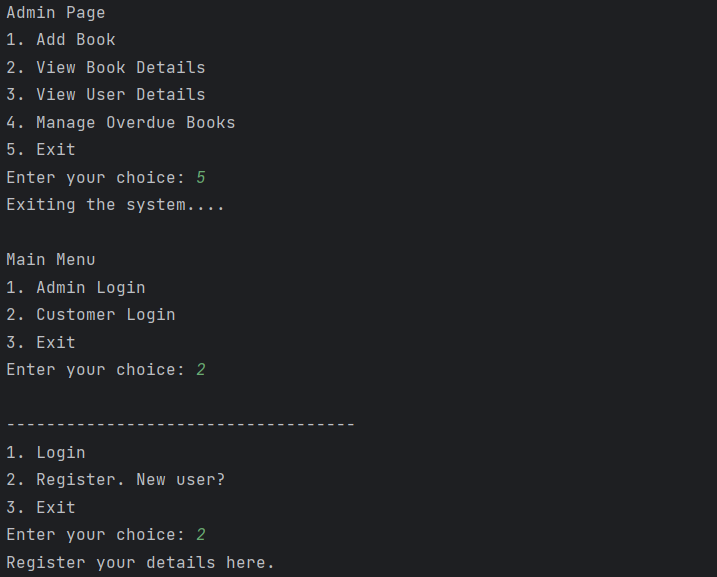 Admin Page
1. Add Book
2. View Book Details
3. View User Details
4. Manage Overdue Books
5. Exit
Enter your choice: 5
Exiting the system....
Main Menu
1. Admin Login
2. Customer Login
3. Exit
Enter your choice: 2
-----------------------------------
1. Login
2. Register. New user?
3. Exit
Enter your choice: 2
Register your details here.